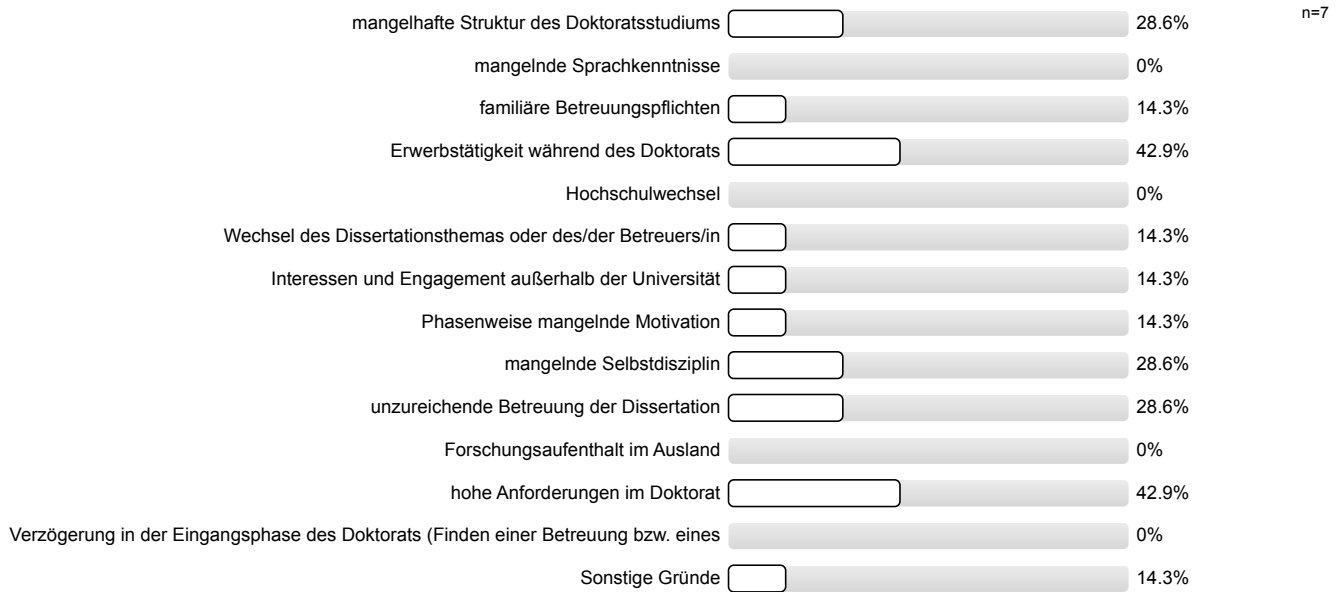 n=7
mangelhafte Struktur des Doktoratsstudiums 28.6%
mangelnde Sprachkenntnisse 0%
familiäre Betreuungspflichten 14.3%
Erwerbstätigkeit während des Doktorats 42.9%
Hochschulwechsel 0%
Wechsel des Dissertationsthemas oder des/der Betreuers/in 14.3%
Interessen und Engagement außerhalb der Universität 14.3%
Phasenweise mangelnde Motivation 14.3%
mangelnde Selbstdisziplin 28.6%
unzureichende Betreuung der Dissertation 28.6%
Forschungsaufenthalt im Ausland 0%
hohe Anforderungen im Doktorat 42.9%
Verzögerung in der Eingangsphase des Doktorats (Finden einer Betreuung bzw. eines 0%
Sonstige Gründe 14.3%